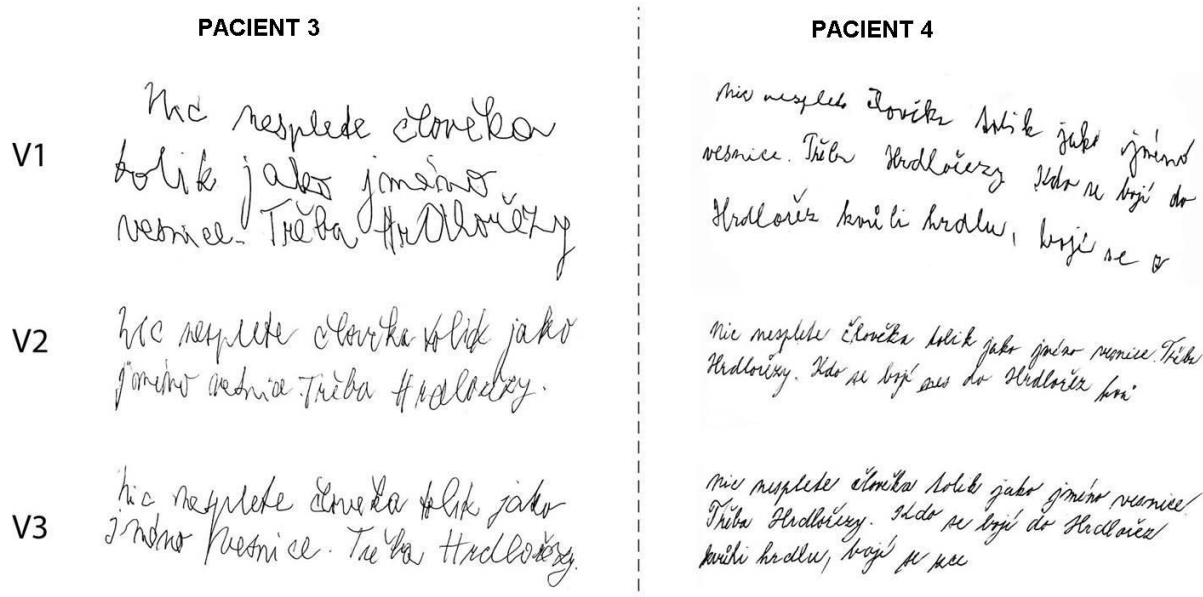 PACIENT 3
V1
Nic nesplete člověka
tolik jako jméno
vesnice. Třeba Hrdlořezy
V2
Nic nesplete člověka tolik jako
jméno vesnice. Třeba Hrdlořezy.
V3
Nic nesplete člověka tolik jako
jméno vesnice. Třeba Hrdlořezy.
PACIENT 4
Nic nesplete člověka tolik jako jméno
vesnice. Třeba Hrdlořezy Kdo se bojí do
Hrdlořez kvůli hrdlu, bojí se
Nic nesplete člověka tolik jako jméno vesnice. Třeba
Hrdlořezy. Kdo se bojí do Hrdlořez
Nic nesplete člověka tolik jako jméno vesnice
Třeba Hrdlořezy. Kdo se bojí do Hrdlořez
kvůli hrdlu, bojí se